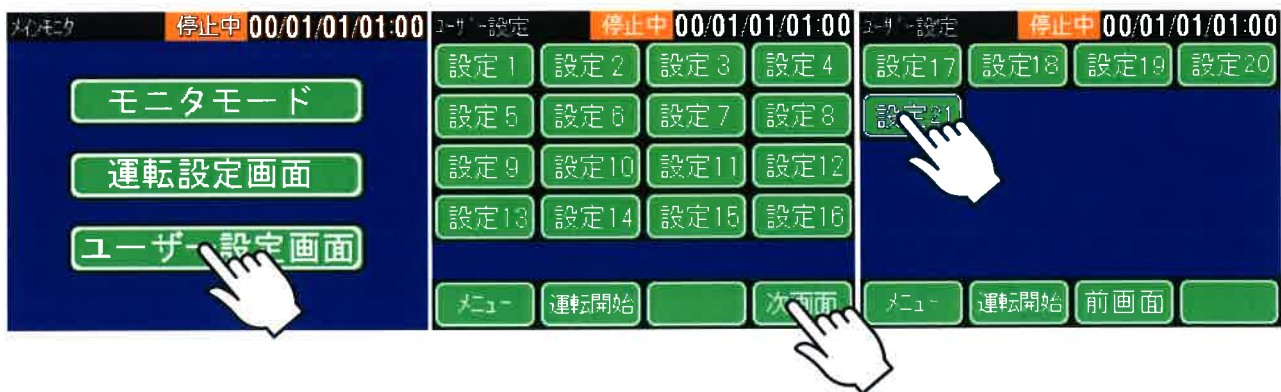 メインモニタ 停止中 00/01/01/01:00
モニタモード
運転設定画面
ユーザー設定画面
ユーザー設定 停止中 00/01/01/01:00
設定1 設定2 設定3 設定4
設定5 設定6 設定7 設定8
設定9 設定10 設定11 設定12
設定13 設定14 設定15 設定16
メニュー 運転開始 次画面
ユーザー設定 停止中 00/01/01/01:00
設定17 設定18 設定19 設定20
設定21
メニュー 運転開始 前画面